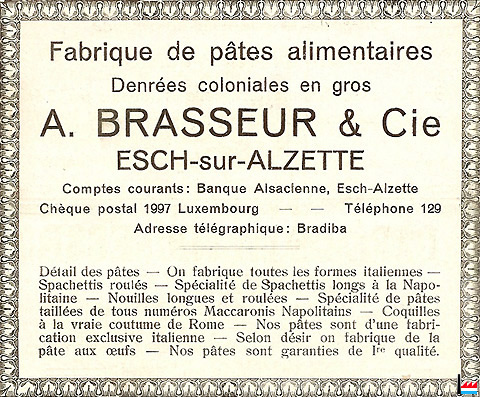 Fabrique de pâtes alimentaires
Denrées coloniales en gros
A. BRASSEUR & Cie
ESCH-sur-ALZETTE
Comptes courants: Banque Alsacienne, Esch-Alzette
Chèque postal 1997 Luxembourg — — Téléphone 129
Adresse télégraphique: Bradiba
Détail des pâtes — On fabrique toutes les formes italiennes —
Spachettis roulés — Spécialité de Spachettis longs à la Napo-
litaine — Nouilles longues et roulées — Spécialité de pâtes
taillées de tous numéros Maccaronis Napolitains — Coquilles
à la vraie coutume de Rome — Nos pâtes sont d'une fabri-
cation exclusive italienne — Selon désir on fabrique de la
pâte aux œufs — Nos pâtes sont garanties de Ire qualité.